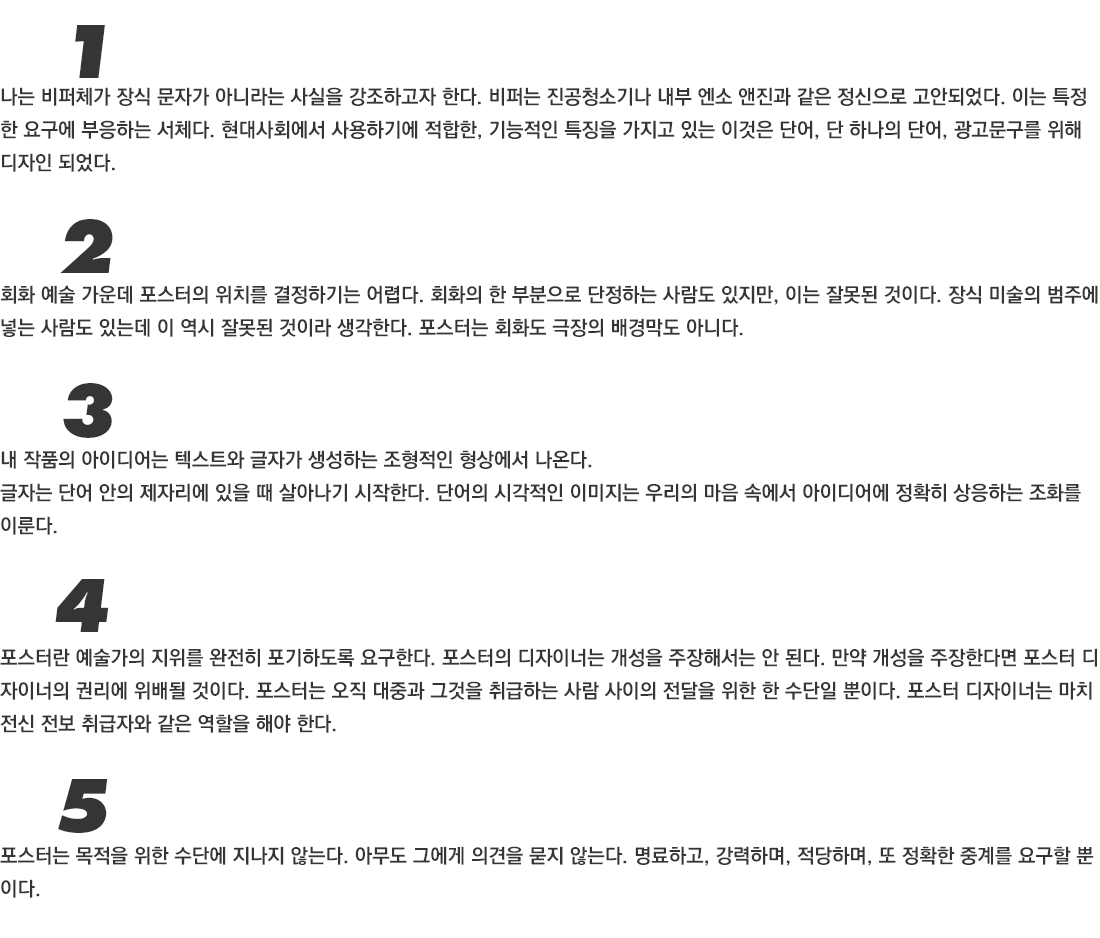 1
나는 비퍼체가 장식 문자가 아니라는 사실을 강조하고자 한다. 비퍼는 진공청소기나 내부 엔소 앤진과 같은 정신으로 고안되었다. 이는 특정
한 요구에 부응하는 서체다. 현대사회에서 사용하기에 적합한, 기능적인 특징을 가지고 있는 이것은 단어, 단 하나의 단어, 광고문구를 위해
디자인 되었다.
2
회화 예술 가운데 포스터의 위치를 결정하기는 어렵다. 회화의 한 부분으로 단정하는 사람도 있지만, 이는 잘못된 것이다. 장식 미술의 범주에
넣는 사람도 있는데 이 역시 잘못된 것이라 생각한다. 포스터는 회화도 극장의 배경막도 아니다.
3
내 작품의 아이디어는 텍스트와 글자가 생성하는 조형적인 형상에서 나온다.
글자는 단어 안의 제자리에 있을 때 살아나기 시작한다. 단어의 시각적인 이미지는 우리의 마음 속에서 아이디어에 정확히 상응하는 조화를
이룬다.
4
포스터란 예술가의 지위를 완전히 포기하도록 요구한다. 포스터의 디자이너는 개성을 주장해서는 안 된다. 만약 개성을 주장한다면 포스터 디
자이너의 권리에 위배될 것이다. 포스터는 오직 대중과 그것을 취급하는 사람 사이의 전달을 위한 한 수단일 뿐이다. 포스터 디자이너는 마치
전신 전보 취급자와 같은 역할을 해야 한다.
5
포스터는 목적을 위한 수단에 지나지 않는다. 아무도 그에게 의견을 묻지 않는다. 명료하고, 강력하며, 적당하며, 또 정확한 중계를 요구할 뿐
이다.